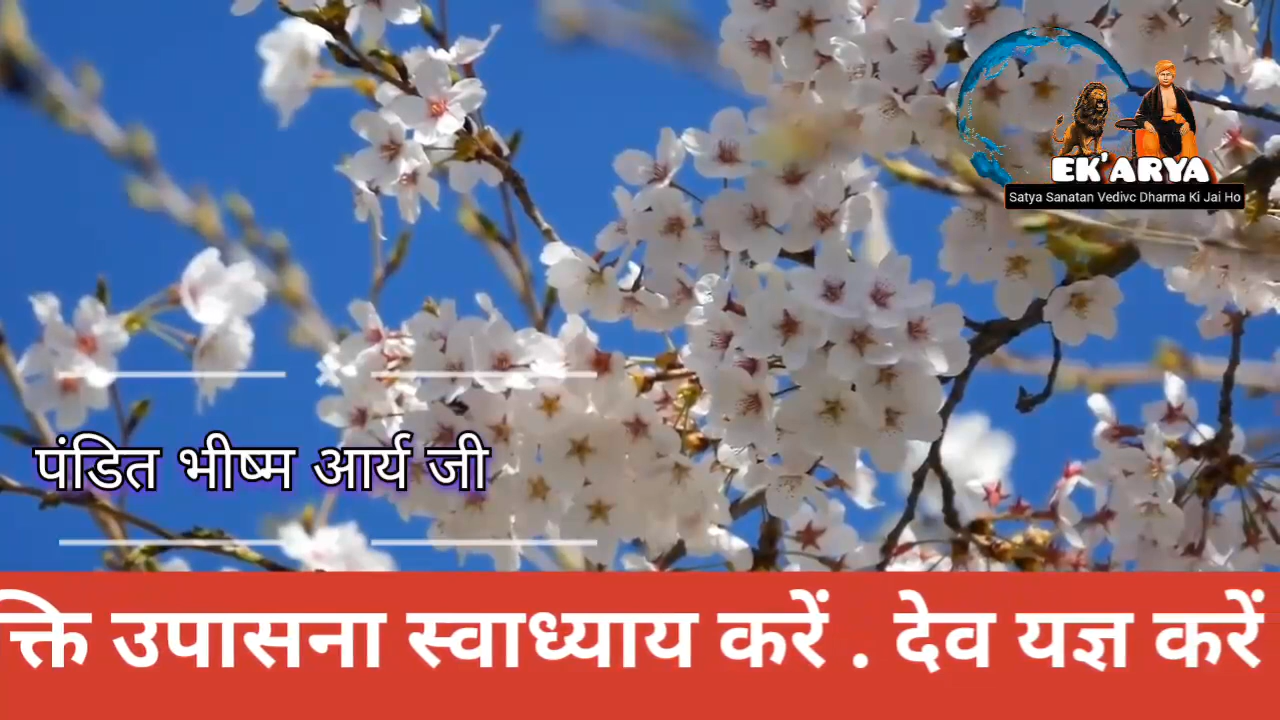 EK'ARYA
Satya Sanatan Vedivc Dharma Ki Jai Ho
पंडित भीष्म आर्य जी
क्ति उपासना स्वाध्याय करें . देव यज्ञ करें